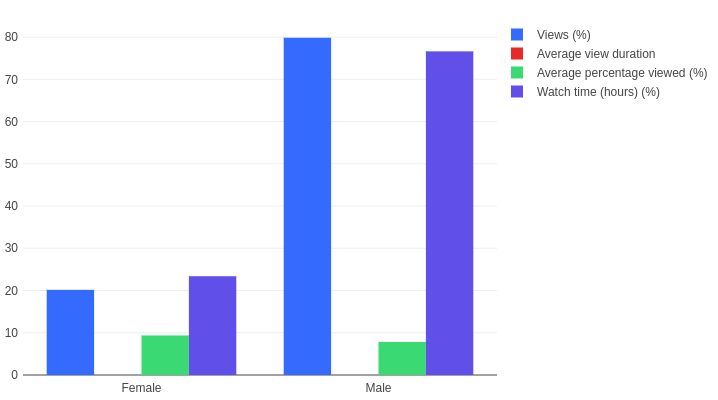 80
70
60
50
40
30
20
10
0
Female
Male
Views (%)
Average view duration
Average percentage viewed (%)
Watch time (hours) (%)